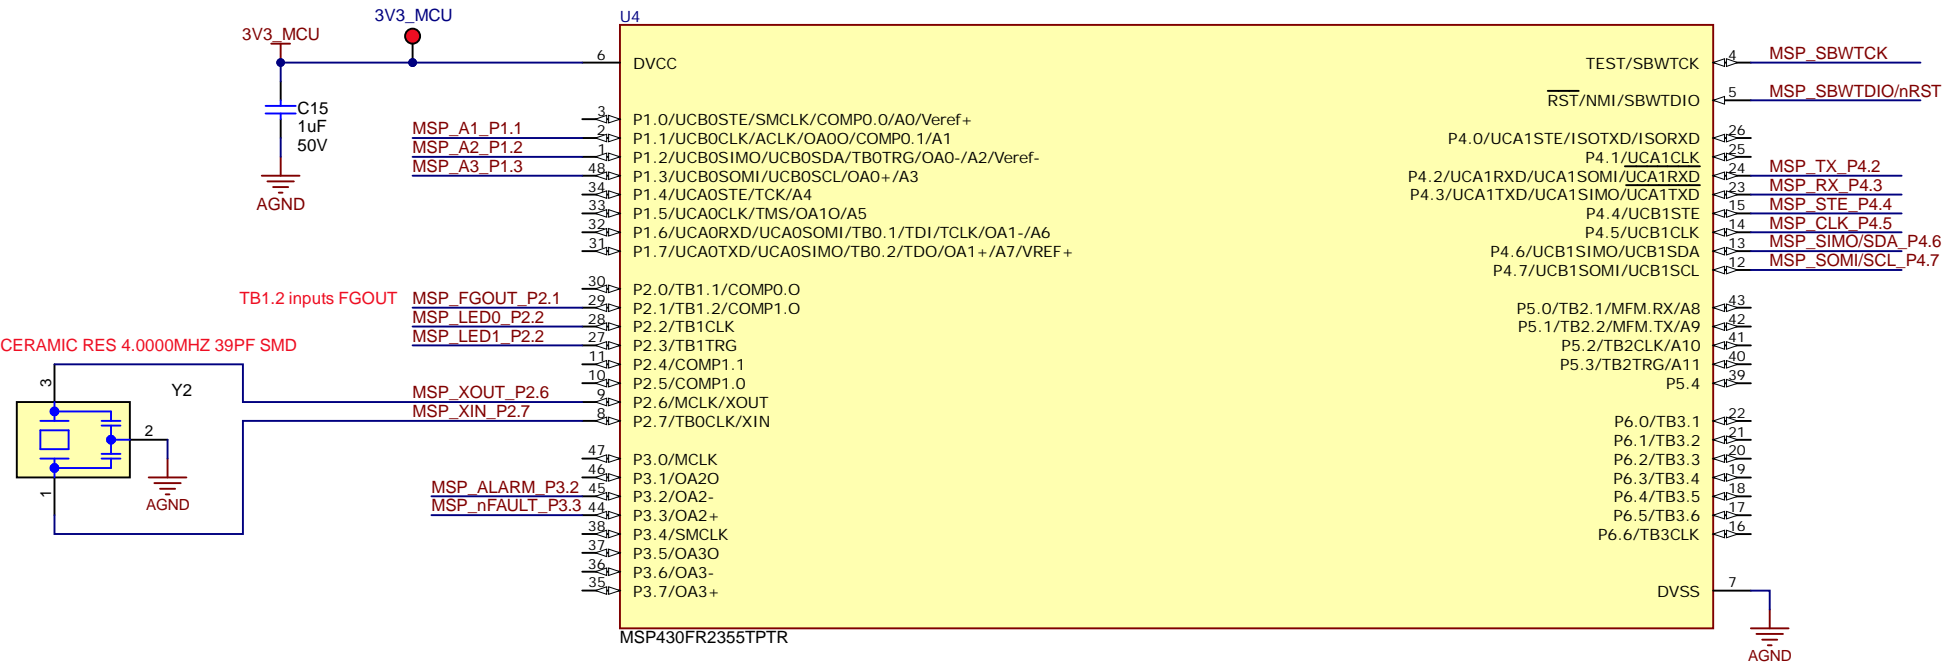 3V3_MCU
3V3_MCU
C15
1uF
50V
AGND
U4
6 DVCC
3 P1.0/UCB0STE/SMCLK/COMP0.0/A0/Veref+
MSP_A1_P1.1 2 P1.1/UCB0CLK/ACLK/OA0O/COMP0.1/A1
MSP_A2_P1.2 1 P1.2/UCB0SIMO/UCB0SDA/TB0TRG/OA0-/A2/Veref-
MSP_A3_P1.3 48 P1.3/UCB0SOMI/UCB0SCL/OA0+/A3
34 P1.4/UCA0STE/TCK/A4
33 P1.5/UCA0CLK/TMS/OA1O/A5
32 P1.6/UCA0RXD/UCA0SOMI/TB0.1/TDI/TCLK/OA1-/A6
31 P1.7/UCA0TXD/UCA0SIMO/TB0.2/TDO/OA1+/A7/VREF+
30 P2.0/TB1.1/COMP0.O
TB1.2 inputs FGOUT MSP_FGOUT_P2.1 29 P2.1/TB1.2/COMP1.O
MSP_LED0_P2.2 28 P2.2/TB1CLK
MSP_LED1_P2.2 27 P2.3/TB1TRG
11 P2.4/COMP1.1
10 P2.5/COMP1.0
MSP_XOUT_P2.6 9 P2.6/MCLK/XOUT
MSP_XIN_P2.7 8 P2.7/TB0CLK/XIN
47 P3.0/MCLK
46 P3.1/OA2O
MSP_ALARM_P3.2 45 P3.2/OA2-
MSP_nFAULT_P3.3 44 P3.3/OA2+
38 P3.4/SMCLK
37 P3.5/OA3O
36 P3.6/OA3-
35 P3.7/OA3+
MSP430FR2355TPTR
CERAMIC RES 4.0000MHZ 39PF SMD
3
Y2
2
1
AGND
TEST/SBWTCK 4 MSP_SBWTCK
RST/NMI/SBWTDIO 5 MSP_SBWTDIO/nRST
P4.0/UCA1STE/ISOTXD/ISORXD 26
P4.1/UCA1CLK 25
P4.2/UCA1RXD/UCA1SOMI/UCA1RXD 24 MSP_TX_P4.2
P4.3/UCA1TXD/UCA1SIMO/UCA1TXD 23 MSP_RX_P4.3
P4.4/UCB1STE 15 MSP_STE_P4.4
P4.5/UCB1CLK 14 MSP_CLK_P4.5
P4.6/UCB1SIMO/UCB1SDA 13 MSP_SIMO/SDA_P4.6
P4.7/UCB1SOMI/UCB1SCL 12 MSP_SOMI/SCL_P4.7
P5.0/TB2.1/MFM.RX/A8 43
P5.1/TB2.2/MFM.TX/A9 42
P5.2/TB2CLK/A10 41
P5.3/TB2TRG/A11 40
P5.4 39
P6.0/TB3.1 22
P6.1/TB3.2 21
P6.2/TB3.3 20
P6.3/TB3.4 19
P6.4/TB3.5 18
P6.5/TB3.6 17
P6.6/TB3CLK 16
DVSS 7
AGND